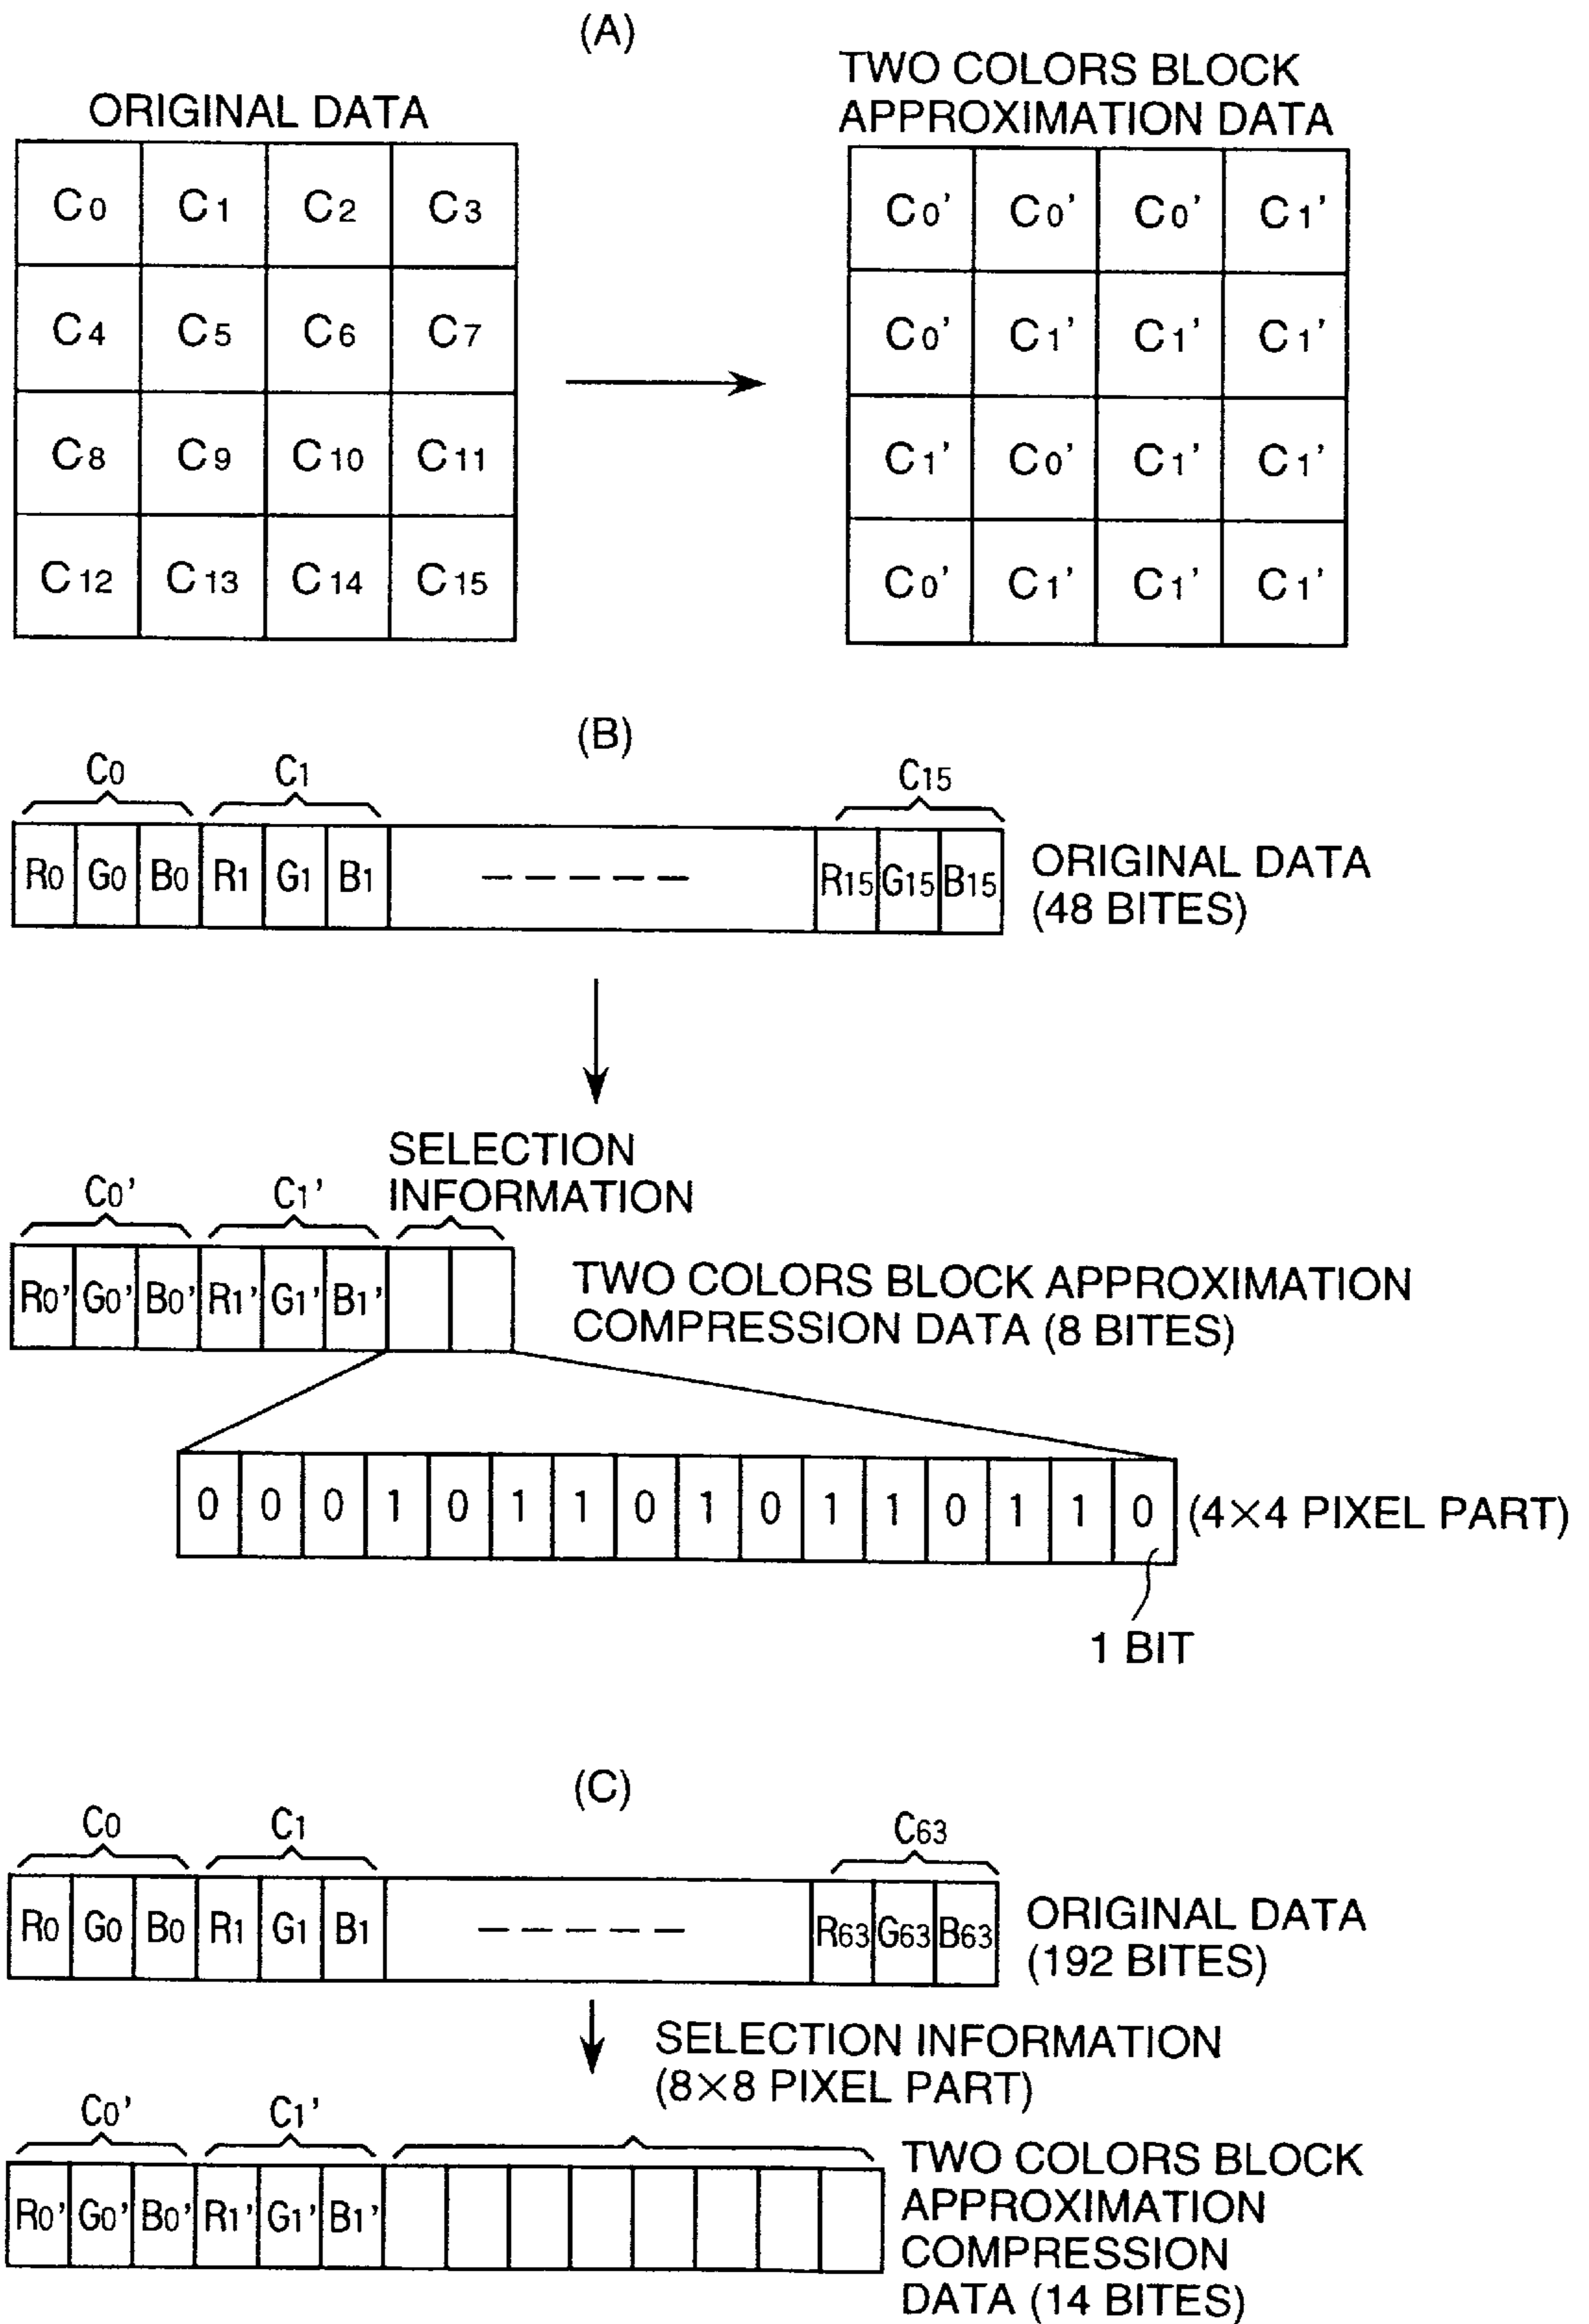 (A)
ORIGINAL DATA
TWO COLORS BLOCK
APPROXIMATION DATA
C0 C1 C2 C3
C4 C5 C6 C7
C8 C9 C10 C11
C12 C13 C14 C15
C0' C0' C0' C1'
C0' C1' C1' C1'
C1' C0' C1' C1'
C0' C1' C1' C1'
(B)
C0 C1 C15
R0 G0 B0 R1 G1 B1 R15 G15 B15
ORIGINAL DATA
(48 BITES)
SELECTION
INFORMATION
C0' C1'
R0' G0' B0' R1' G1' B1'
TWO COLORS BLOCK APPROXIMATION
COMPRESSION DATA (8 BITES)
0 0 0 1 0 1 1 0 1 0 1 1 0 1 1 0 (4×4 PIXEL PART)
1 BIT
(C)
C0 C1 C63
R0 G0 B0 R1 G1 B1 R63 G63 B63
ORIGINAL DATA
(192 BITES)
SELECTION INFORMATION
(8×8 PIXEL PART)
C0' C1'
R0' G0' B0' R1' G1' B1'
TWO COLORS BLOCK
APPROXIMATION
COMPRESSION
DATA (14 BITES)